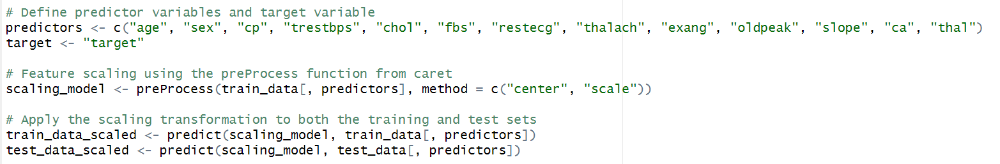 # Define predictor variables and target variable
predictors <- c("age", "sex", "cp", "trestbps", "chol", "fbs", "restecg", "thalach", "exang", "oldpeak", "slope", "ca", "thal")
target <- "target"
# Feature scaling using the preProcess function from caret
scaling_model <- preProcess(train_data[, predictors], method = c("center", "scale"))
# Apply the scaling transformation to both the training and test sets
train_data_scaled <- predict(scaling_model, train_data[, predictors])
test_data_scaled <- predict(scaling_model, test_data[, predictors])